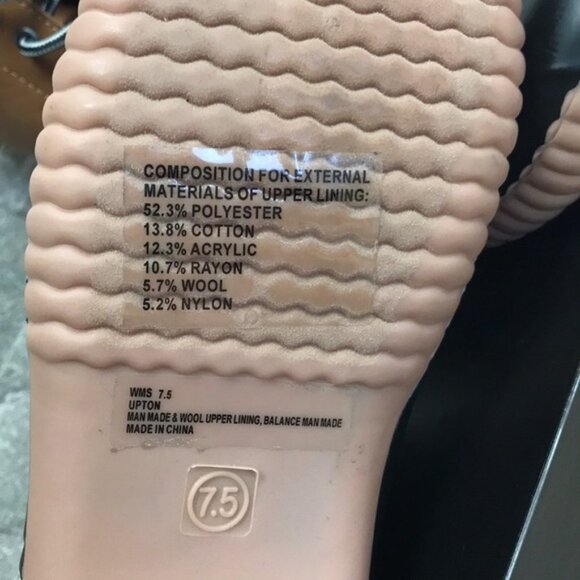 COMPOSITION FOR EXTERNAL
MATERIALS OF UPPER LINING:
52.3% POLYESTER
13.8% COTTON
12.3% ACRYLIC
10.7% RAYON
5.7% WOOL
5.2% NYLON
WMS 7.5
UPTON
MAN MADE & WOOL UPPER LINING, BALANCE MAN MADE
MADE IN CHINA
7.5